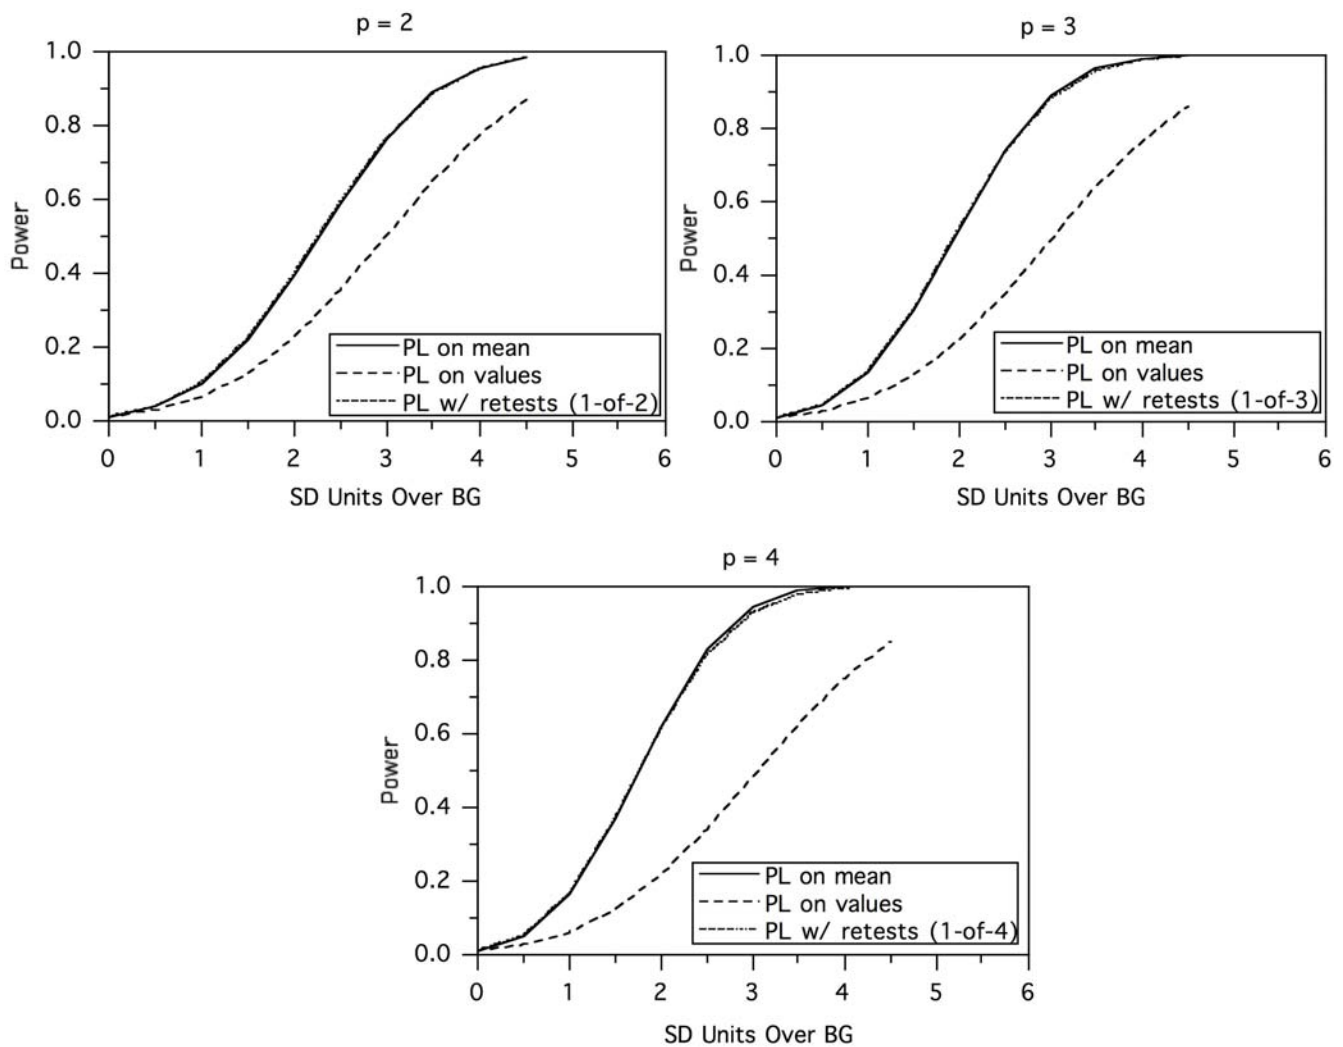 p = 2
1.0
0.8
0.6
0.4
0.2
0.0
Power
0 1 2 3 4 5 6
SD Units Over BG
PL on mean
PL on values
PL w/ retests (1-of-2)
p = 3
1.0
0.8
0.6
0.4
0.2
0.0
Power
0 1 2 3 4 5 6
SD Units Over BG
PL on mean
PL on values
PL w/ retests (1-of-3)
p = 4
1.0
0.8
0.6
0.4
0.2
0.0
Power
0 1 2 3 4 5 6
SD Units Over BG
PL on mean
PL on values
PL w/ retests (1-of-4)